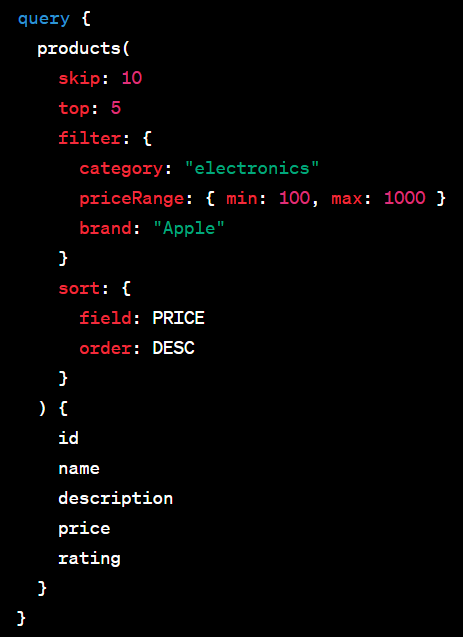 query {
  products(
    skip: 10
    top: 5
    filter: {
      category: "electronics"
      priceRange: { min: 100, max: 1000 }
      brand: "Apple"
    }
    sort: {
      field: PRICE
      order: DESC
    }
  ) {
    id
    name
    description
    price
    rating
  }
}